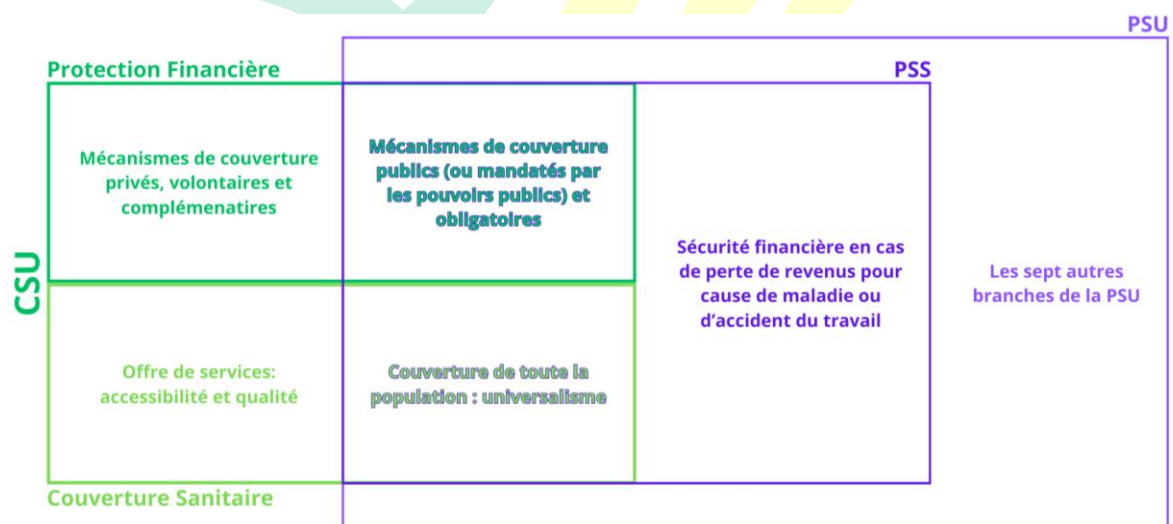 PSU
Protection Financière
PSS
Mécanismes de couverture
privés, volontaires et
complémenatires
Mécanismes de couverture
publics (ou mandatés par
les pouvoirs publics) et
obligatoires
CSU
Sécurité financière en cas
de perte de revenus pour
cause de maladie ou
d’accident du travail
Les sept autres
branches de la PSU
Offre de services:
accessibilité et qualité
Couverture de toute la
population : universalisme
Couverture Sanitaire